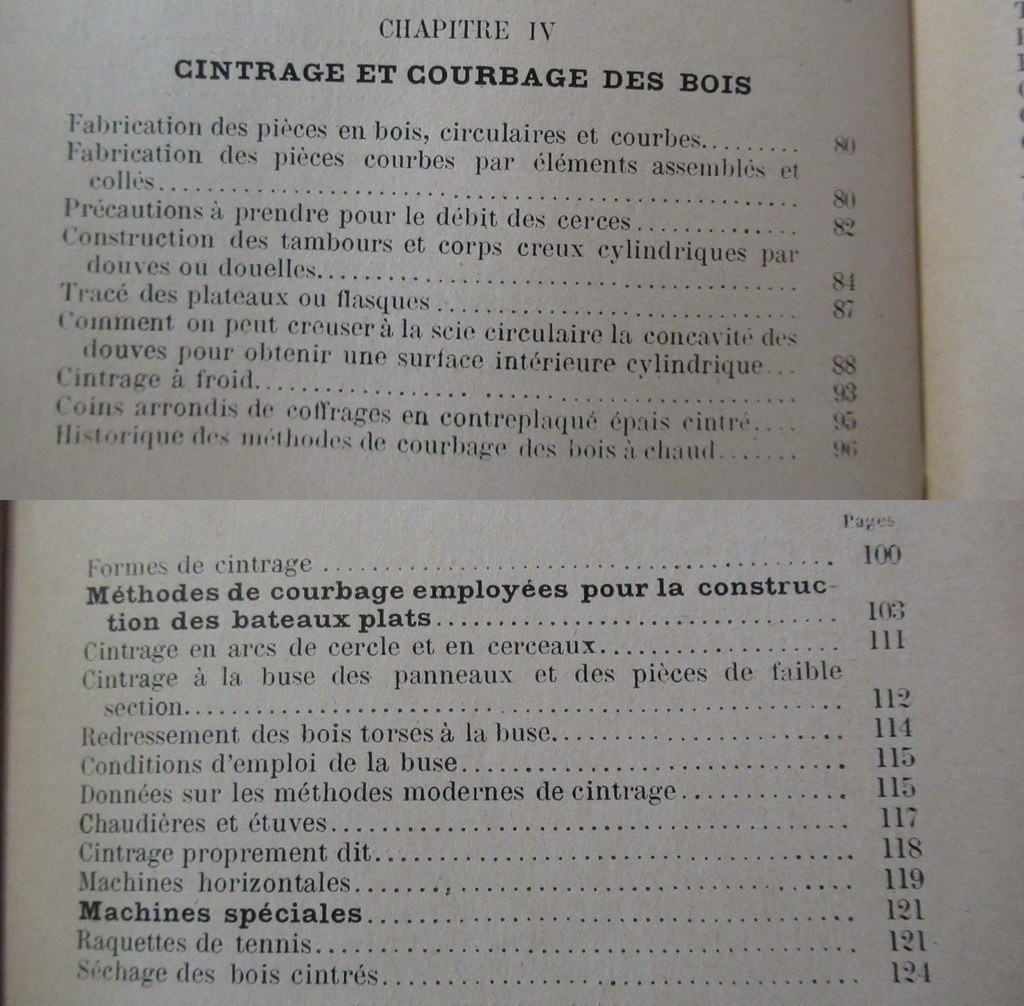 CHAPITRE IV
CINTRAGE ET COURBAGE DES BOIS
Fabrication des pièces en bois, circulaires et courbes......... 80
Fabrication des pièces courbes par éléments assemblés et
collés........................................ 80
Précautions à prendre pour le débit des cerces.............. 82
Construction des tambours et corps creux cylindriques par
douves ou douelles.............................. 84
Tracé des plateaux ou flasques .............................. 87
Comment on peut creuser à la scie circulaire la concavité des
douves pour obtenir une surface intérieure cylindrique... 88
Cintrage à froid........................................ 93
Coins arrondis de coffrages en contreplaqué épais cintré.... 95
Historique des méthodes de courbage des bois à chaud....... 96
Pages
Formes de cintrage .................................... 100
Méthodes de courbage employées pour la construc-
tion des bateaux plats............................... 103
Cintrage en arcs de cercle et en cerceaux................... 111
Cintrage à la buse des panneaux et des pièces de faible
section.................................................. 112
Redressement des bois torses à la buse....................... 114
Conditions d'emploi de la buse.............................. 115
Données sur les méthodes modernes de cintrage............. 115
Chaudières et étuves........................................ 117
Cintrage proprement dit.................................... 118
Machines horizontales...................................... 119
Machines spéciales...................................... 121
Raquettes de tennis........................................ 121
Séchage des bois cintrés.................................... 124